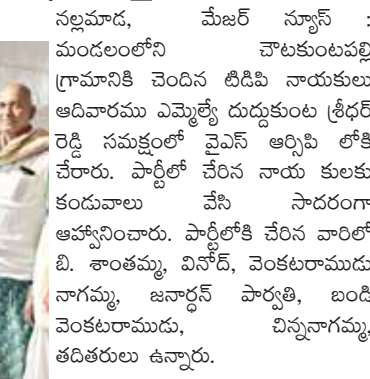 నల్లమాడ, మేజర్ న్యూస్ :
మండలంలోని చౌటకుంటపల్లి
గ్రామానికి చెందిన టిడిపి నాయకులు
ఆదివారము ఎమ్మెల్యే దుద్దుకుంట శ్రీధర్
రెడ్డి సమక్షంలో వైఎస్ ఆర్సిపి లోకి
చేరారు. పార్టీలో చేరిన నాయ కులకు
కండువాలు వేసి సాదరంగా
ఆహ్వానించారు. పార్టీలోకి చేరిన వారిలో
బి. శాంతమ్మ, వినోద్, వెంకటరాముడు
నాగమ్మ, జనార్ధన్ పార్వతి, బండి
వెంకటరాముడు, చిన్ననాగమ్మ,
తదితరులు ఉన్నారు.